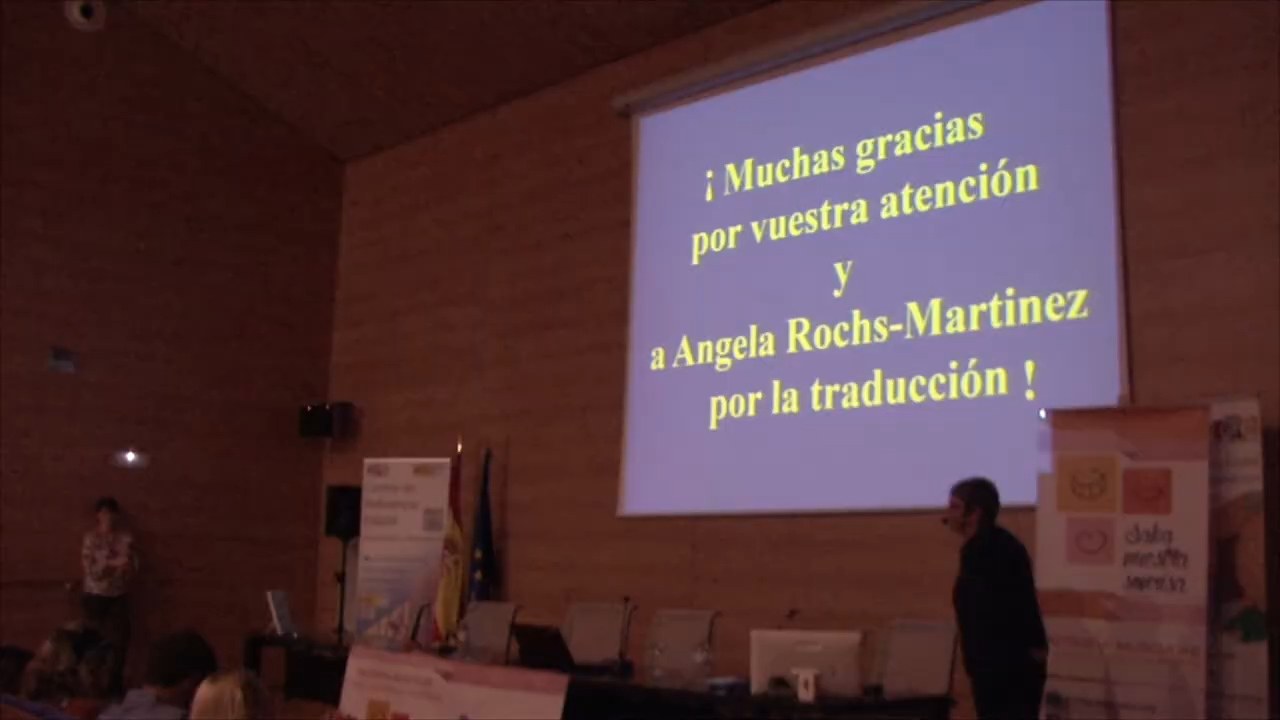 ¡ Muchas gracias
por vuestra atención
y
a Angela Rochs-Martinez
por la traducción !